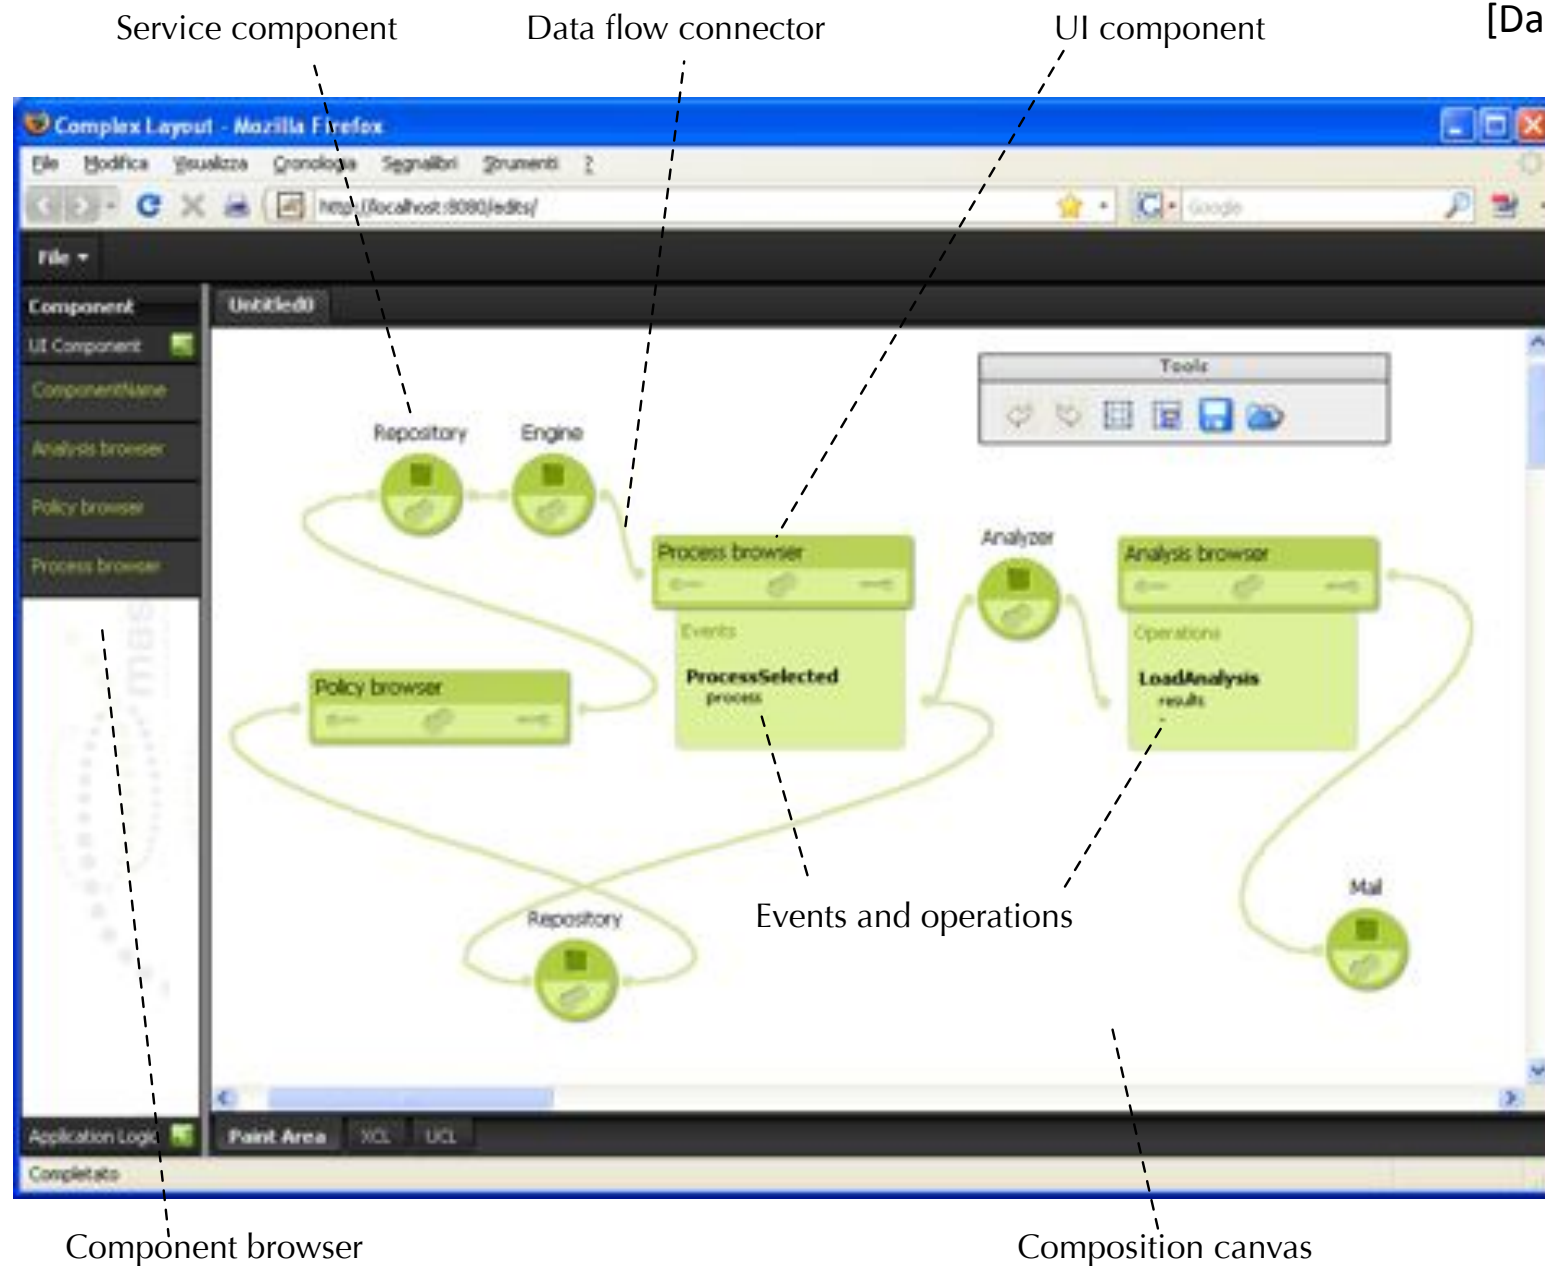 Service component
Data flow connector
UI component
[Da
Complex Layout - Mozilla Firefox
File Modifica Visualizza Cronologia Segnalibri Strumenti ?
http://localhost:8080/edits/
Google
File
Component
Untitled0
UI Component
ComponentName
Analysis browser
Policy browser
Process browser
Tools
Repository
Engine
Process browser
Analyzer
Analysis browser
Events
ProcessSelected
process
Operations
LoadAnalysis
results
Policy browser
Events and operations
Repository
Mail
Application Logic
Paint Area XCL UCL
Completato
Component browser
Composition canvas